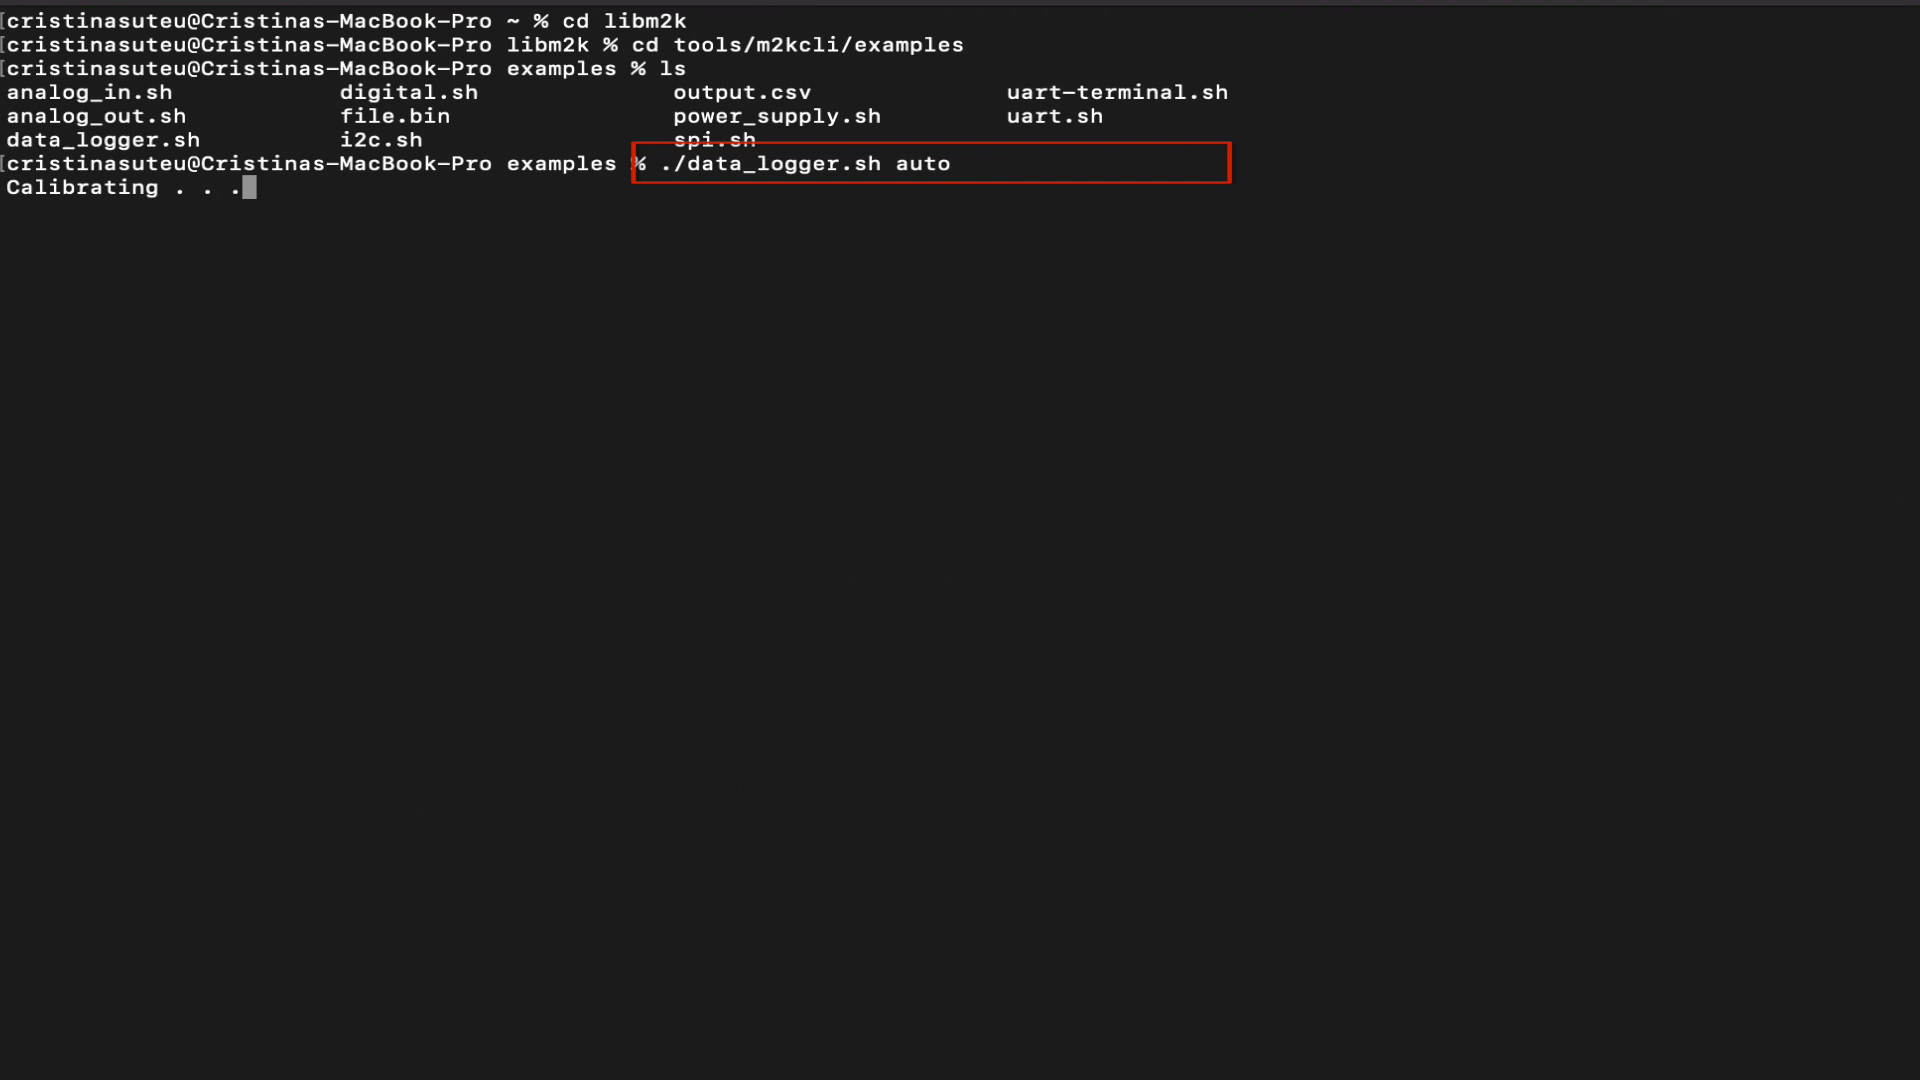 [cristinasuteu@Cristinas-MacBook-Pro ~ % cd libm2k
[cristinasuteu@Cristinas-MacBook-Pro libm2k % cd tools/m2kcli/examples
[cristinasuteu@Cristinas-MacBook-Pro examples % ls
analog_in.sh digital.sh output.csv uart-terminal.sh
analog_out.sh file.bin power_supply.sh uart.sh
data_logger.sh i2c.sh spi.sh
[cristinasuteu@Cristinas-MacBook-Pro examples % ./data_logger.sh auto
Calibrating . . .